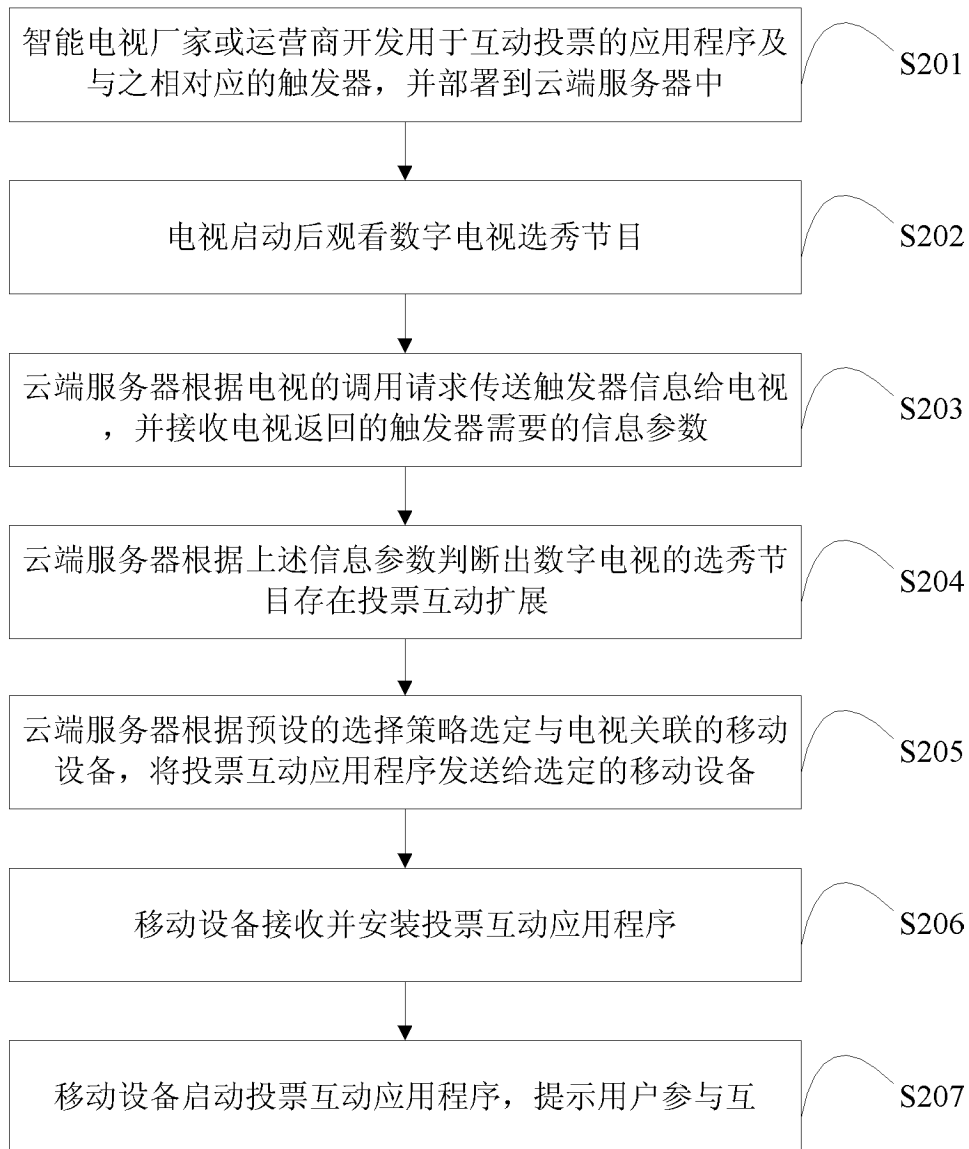 智能电视厂家或运营商开发用于互动投票的应用程序及
与之相对应的触发器，并部署到云端服务器中
S201
电视启动后观看数字电视选秀节目
S202
云端服务器根据电视的调用请求传送触发器信息给电视
，并接收电视返回的触发器需要的信息参数
S203
云端服务器根据上述信息参数判断出数字电视的选秀节
目存在投票互动扩展
S204
云端服务器根据预设的选择策略选定与电视关联的移动
设备，将投票互动应用程序发送给选定的移动设备
S205
移动设备接收并安装投票互动应用程序
S206
移动设备启动投票互动应用程序，提示用户参与互
S207